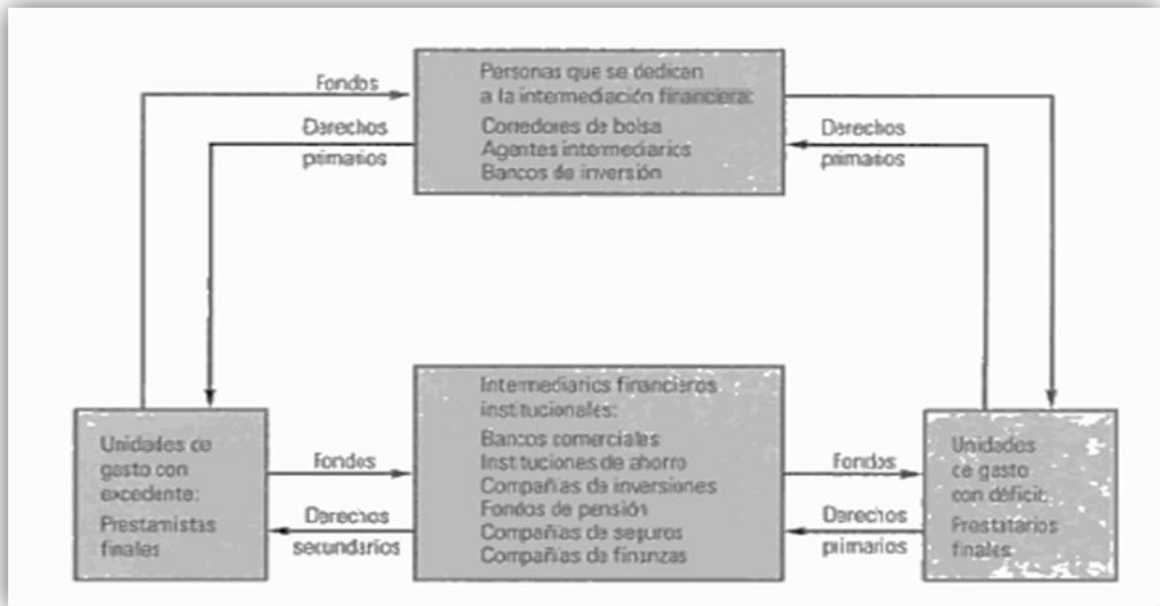 Fondos
Personas que se dedican
a la intermediación financiera:
Corredores de bolsa
Agentes intermediarios
Bancos de inversión
Derechos
primarios
Derechos
primarios
Unidades de
gasto con
excedente:
Prestamistas
finales
Fondos
Derechos
secundarios
Intermediarios financieros
institucionales:
Bancos comerciales
Instituciones de ahorro
Compañias de inversiones
Fondos de pensión
Compañias de seguros
Compañias de finanzas
Fondos
Derechos
primarios
Unidades
de gasto
con déficit:
Prestatarios
finales